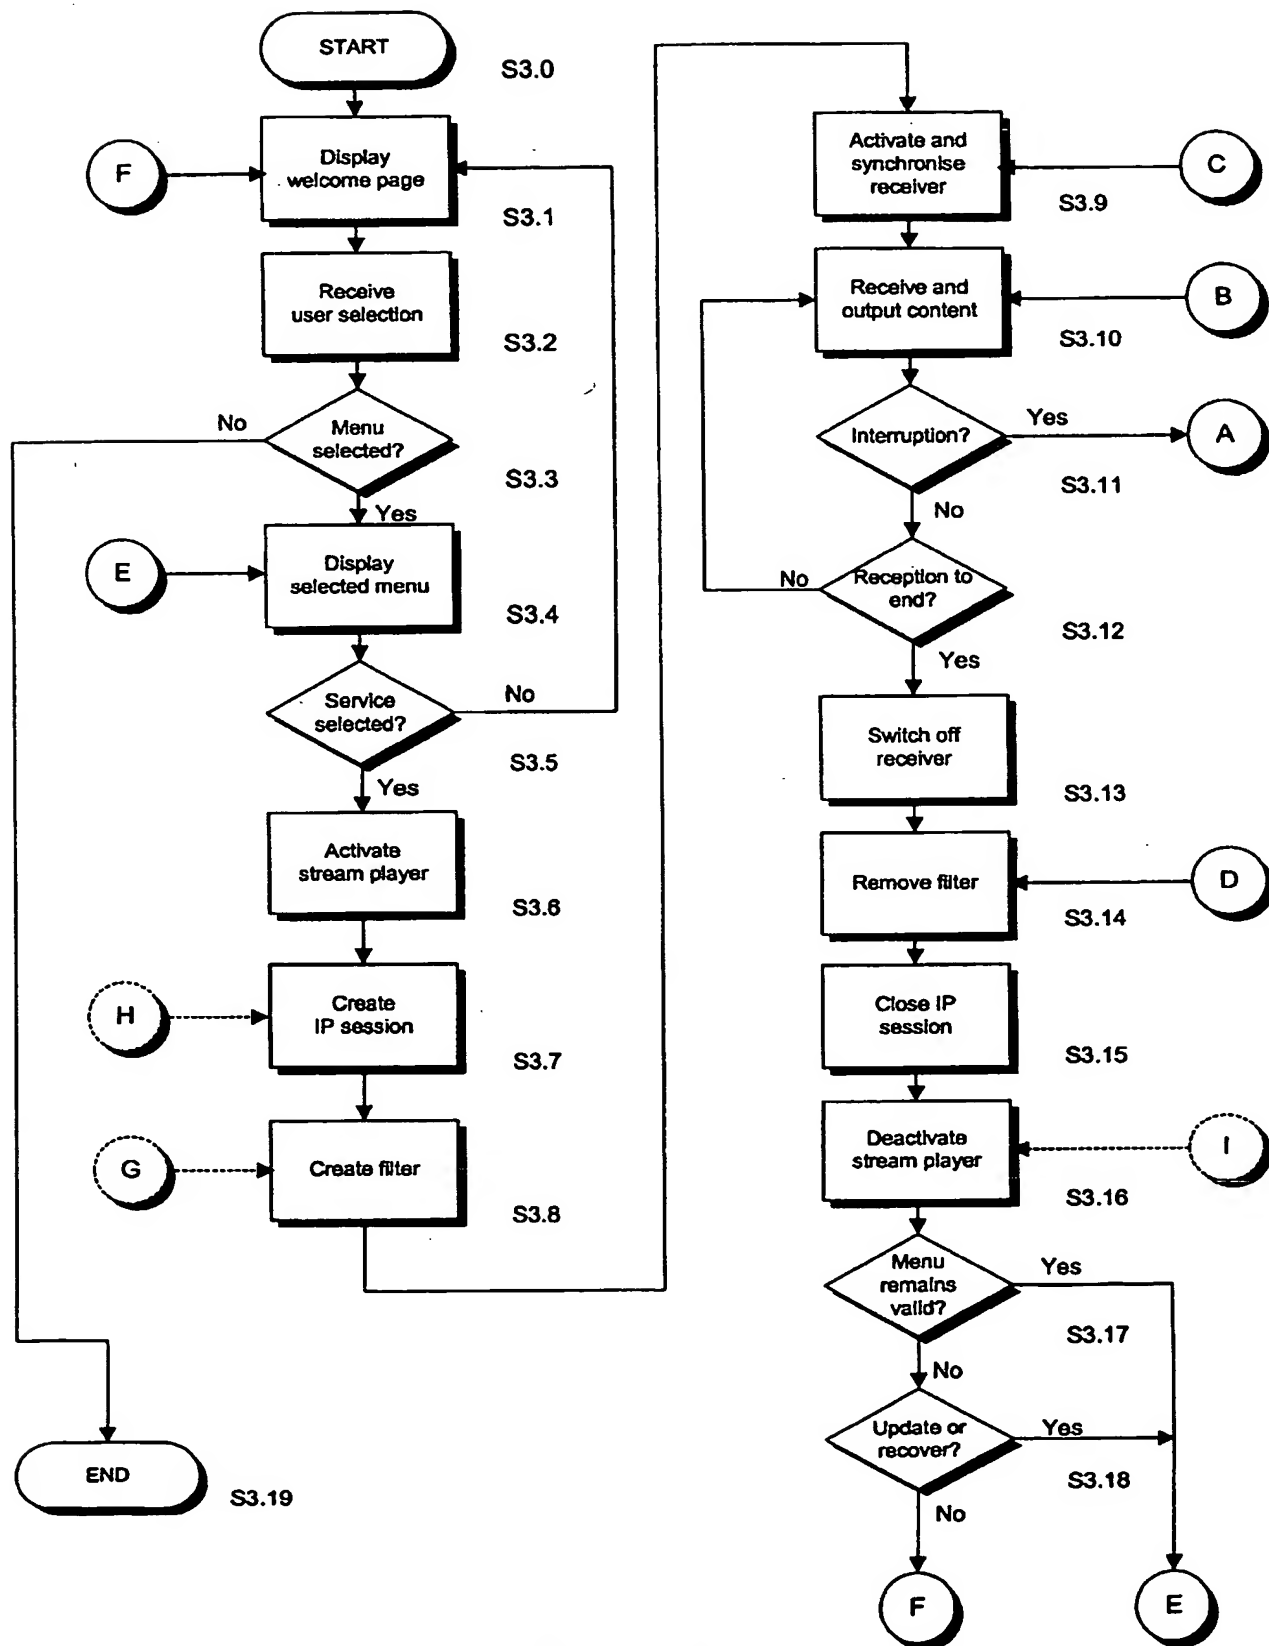 START
S3.0
F
Display
welcome page
S3.1
Receive
user selection
S3.2
No
Menu
selected?
S3.3
Yes
E
Display
selected menu
S3.4
Service
selected?
No
S3.5
Yes
Activate
stream player
S3.6
H
Create
IP session
S3.7
G
Create filter
S3.8
END
S3.19
Activate and
synchronise
receiver
C
S3.9
Receive and
output content
B
S3.10
Interruption?
Yes
A
S3.11
No
No
Reception to
end?
S3.12
Yes
Switch off
receiver
S3.13
Remove filter
D
S3.14
Close IP
session
S3.15
Deactivate
stream player
I
S3.16
Menu
remains
valid?
Yes
S3.17
No
Update or
recover?
Yes
S3.18
No
F
E